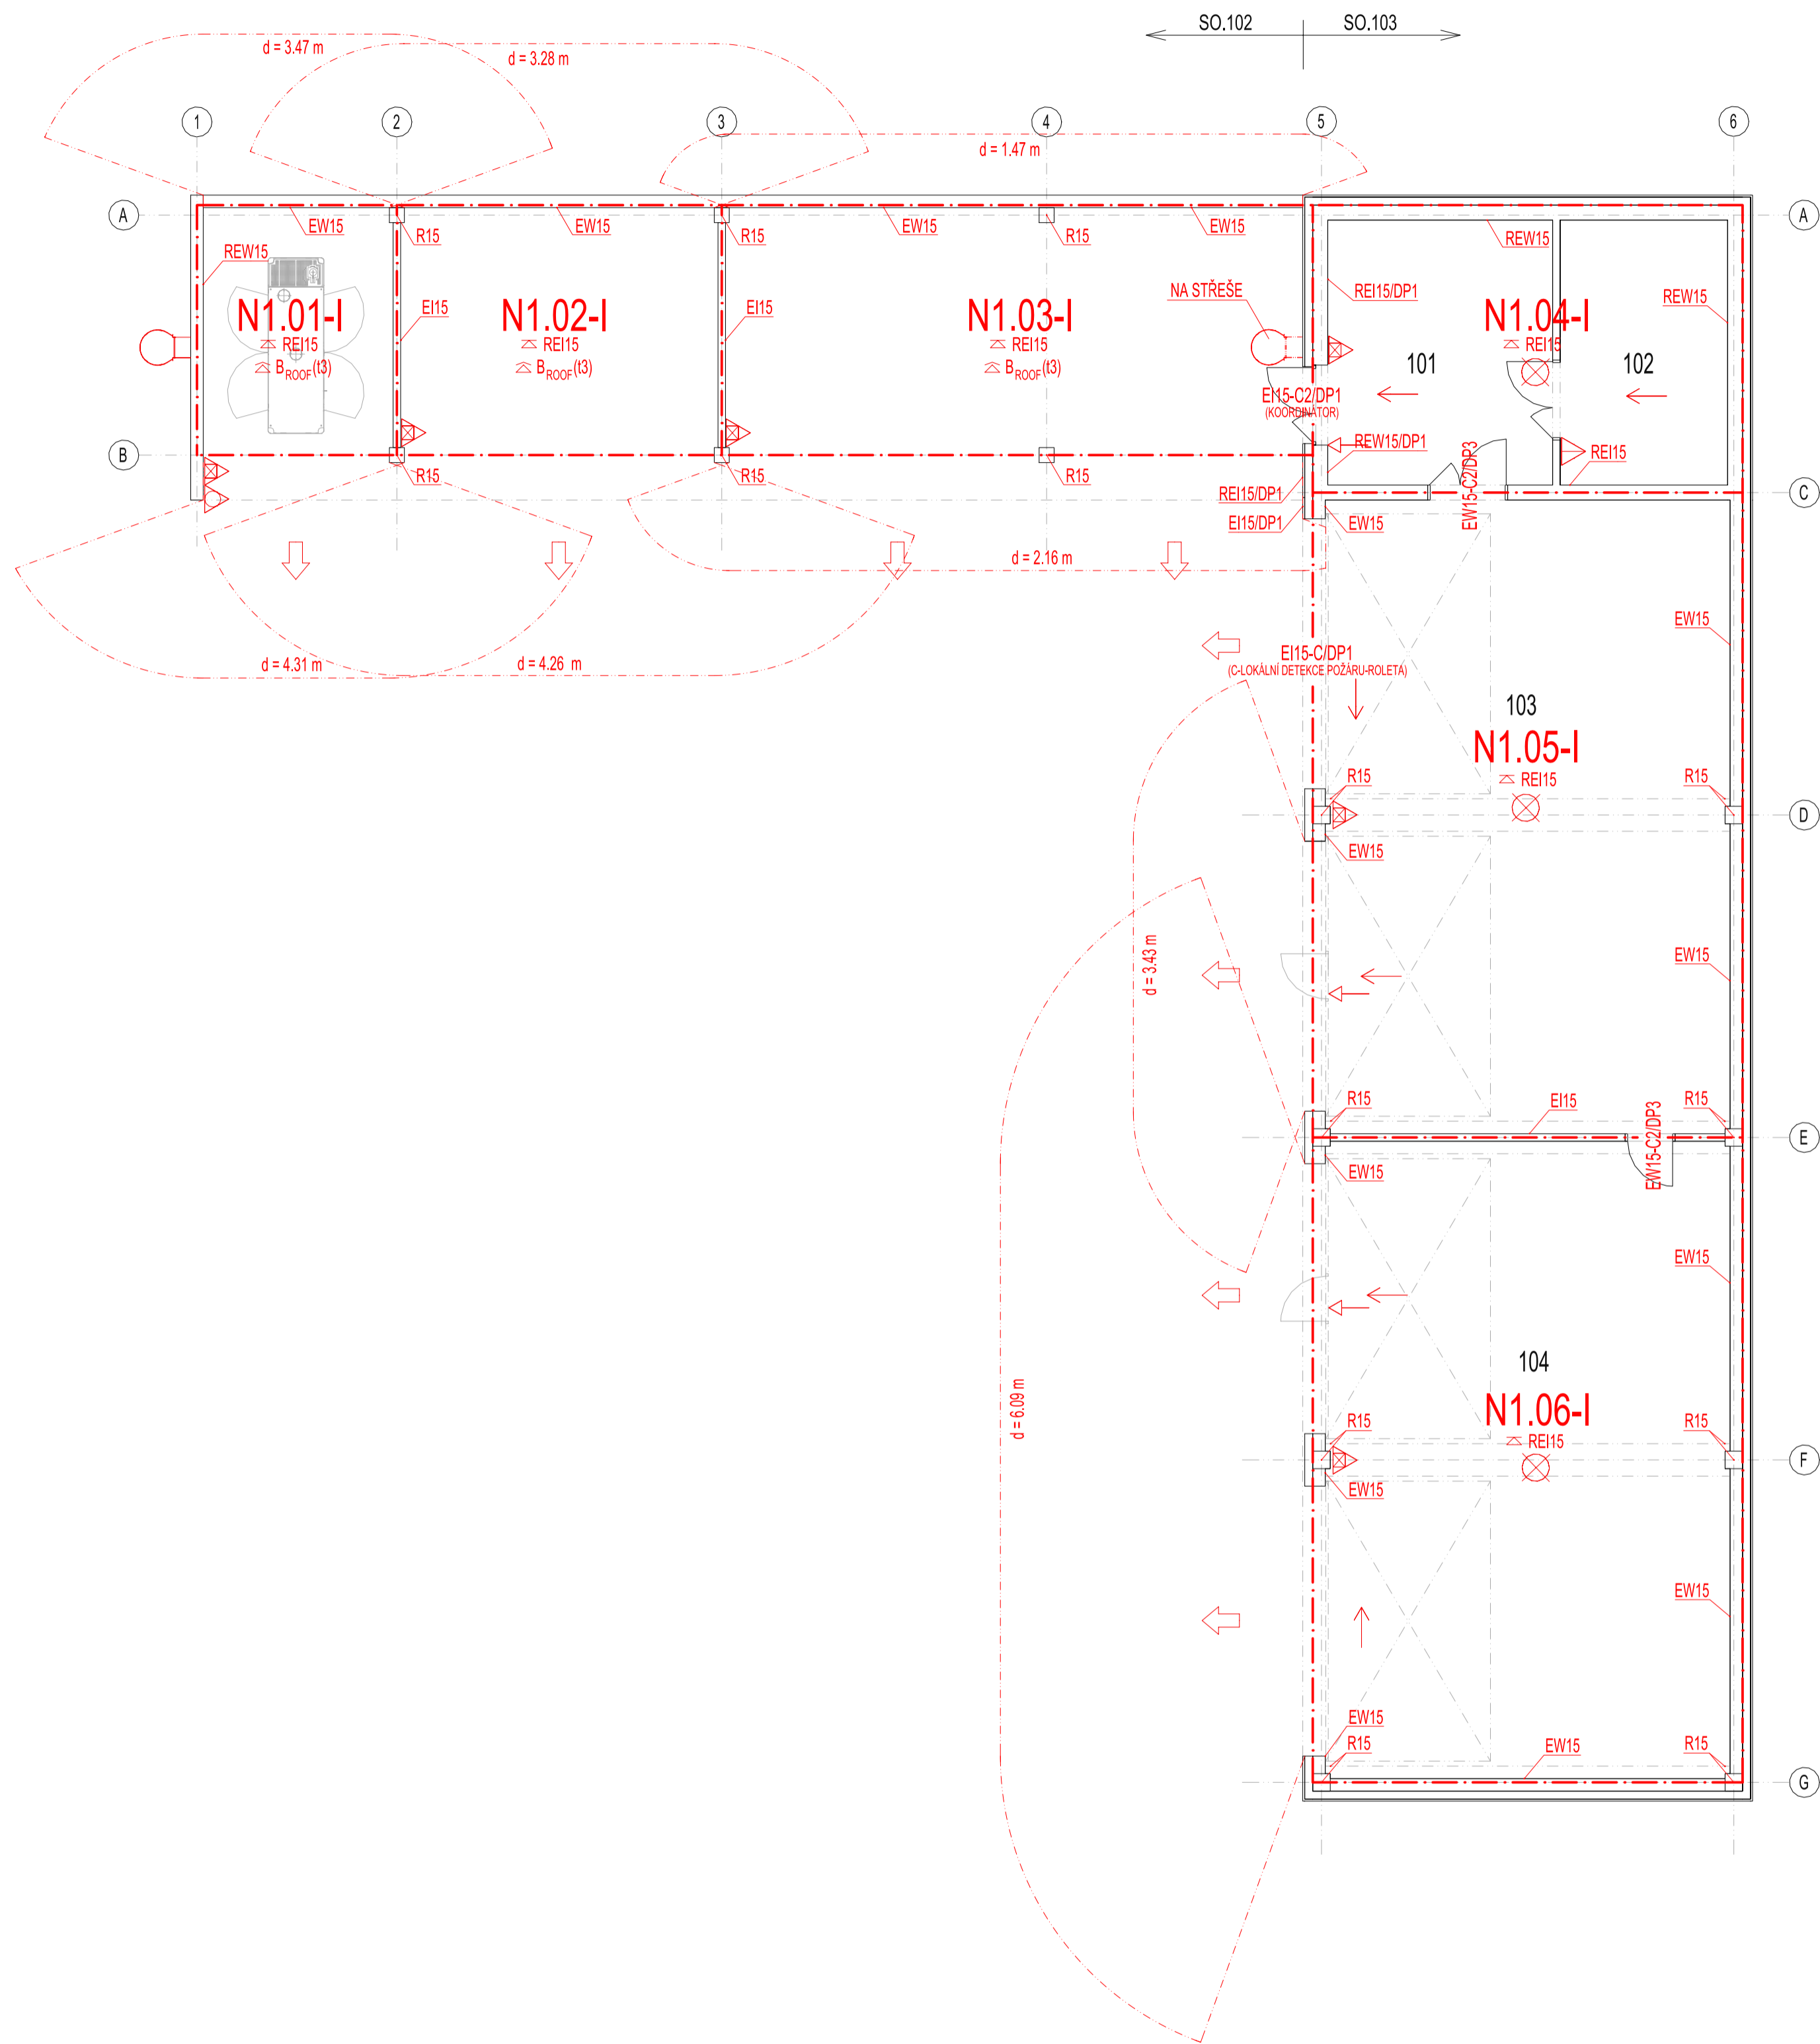 SO.102
SO.103
d = 3.47 m
d = 3.28 m
1
2
3
4
5
6
d = 1.47 m
A
A
EW15
R15
EW15
R15
EW15
R15
EW15
REW15
REW15
NA STŘEŠE
REI15/DP1
REW15
N1.01-I
REI15
BROOF(t3)
EI15
N1.02-I
REI15
BROOF(t3)
EI15
N1.03-I
REI15
BROOF(t3)
N1.04-I
REI15
101
102
EI15-C2/DP1
(KOORDINÁTOR)
REW15/DP1
EW15-C2/DP3
REI15
B
R15
R15
R15
REI15/DP1
EI15/DP1
EW15
C
d = 2.16 m
EW15
d = 4.31 m
d = 4.26 m
EI15-C/DP1
(C-LOKÁLNÍ DETEKCE POŽÁRU-ROLETA)
103
N1.05-I
REI15
R15
R15
D
EW15
d = 3.43 m
EW15
R15
EI15
R15
EW15-C2/DP3
E
EW15
EW15
104
d = 6.09 m
N1.06-I
REI15
R15
R15
F
EW15
EW15
EW15
R15
EW15
R15
G